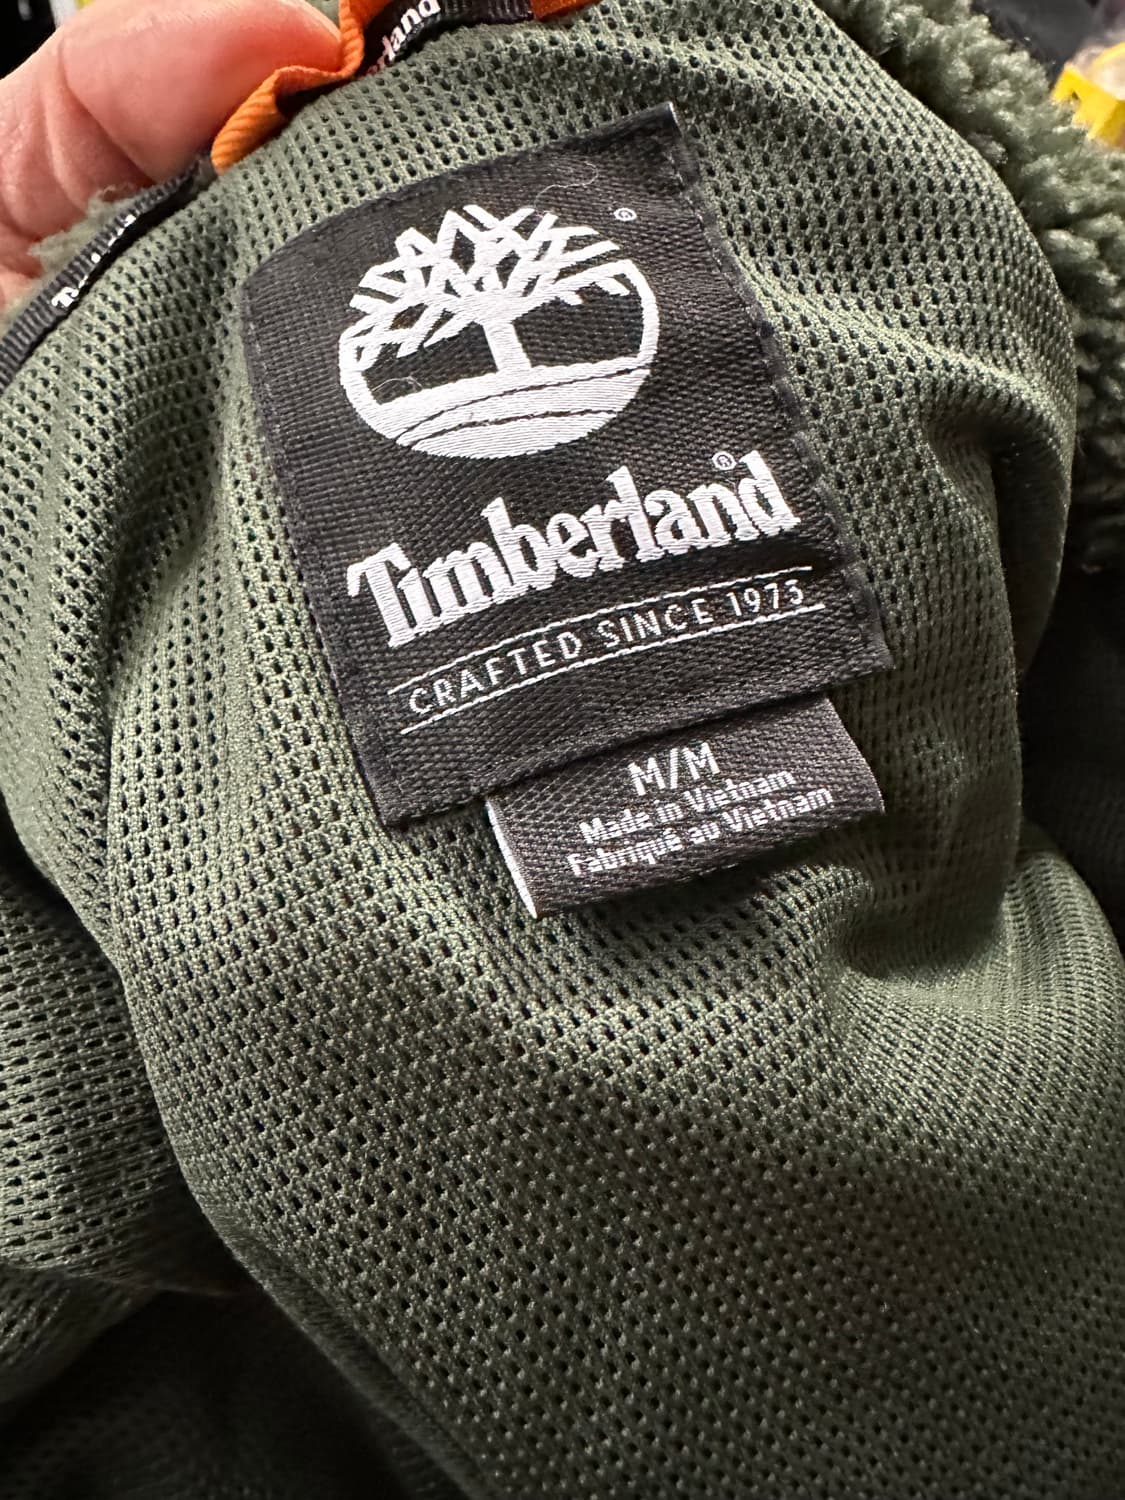 Timberland
CRAFTED SINCE 1973
M/M
Made in Vietnam
Fabriqué au Vietnam